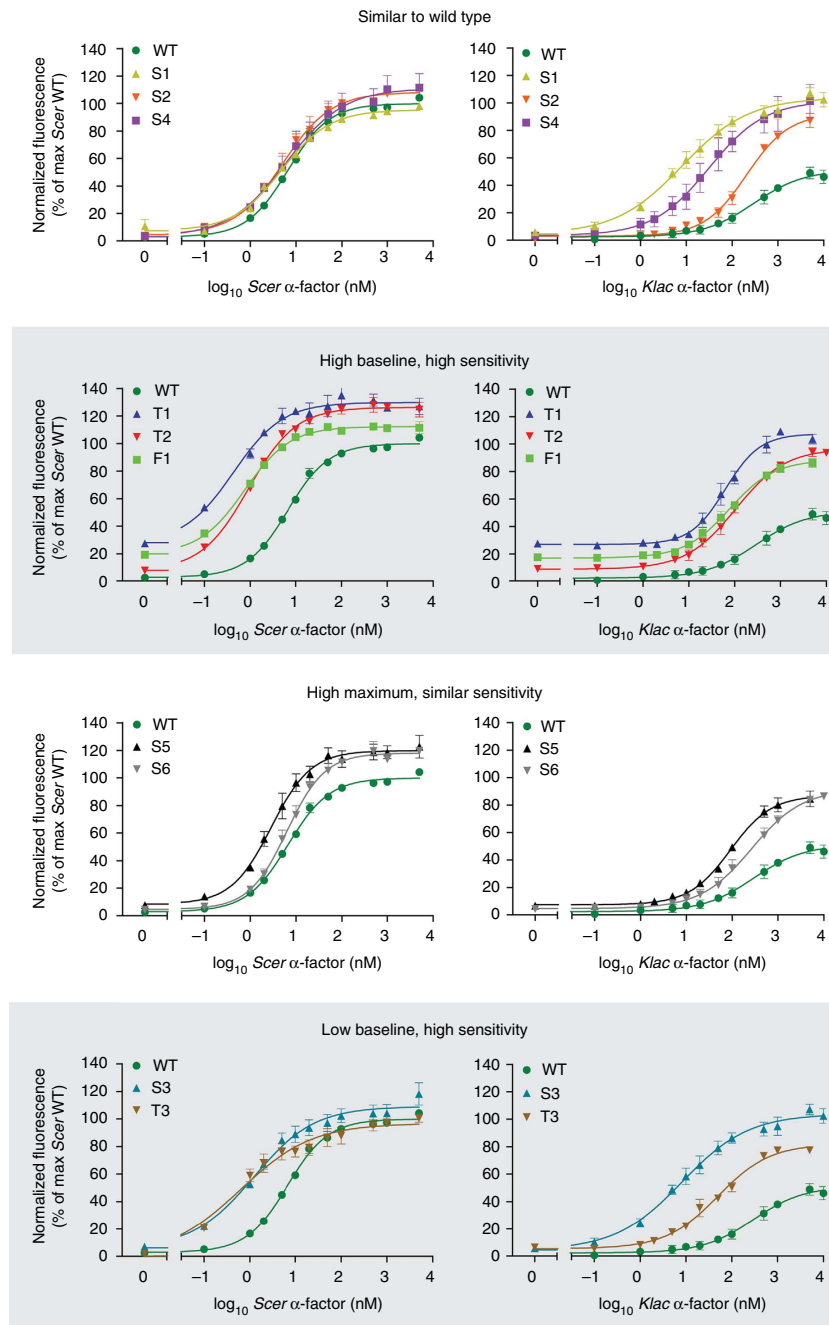 Similar to wild type
Normalized fluorescence
(% of max Scer WT)
140
120
100
80
60
40
20
0
WT
S1
S2
S4
0 –1 0 1 2 3 4
log10 Scer α-factor (nM)
140
120
100
80
60
40
20
0
WT
S1
S2
S4
0 –1 0 1 2 3 4
log10 Klac α-factor (nM)
High baseline, high sensitivity
Normalized fluorescence
(% of max Scer WT)
140
120
100
80
60
40
20
0
WT
T1
T2
F1
0 –1 0 1 2 3 4
log10 Scer α-factor (nM)
140
120
100
80
60
40
20
0
WT
T1
T2
F1
0 –1 0 1 2 3 4
log10 Klac α-factor (nM)
High maximum, similar sensitivity
Normalized fluorescence
(% of max Scer WT)
140
120
100
80
60
40
20
0
WT
S5
S6
0 –1 0 1 2 3 4
log10 Scer α-factor (nM)
140
120
100
80
60
40
20
0
WT
S5
S6
0 –1 0 1 2 3 4
log10 Klac α-factor (nM)
Low baseline, high sensitivity
Normalized fluorescence
(% of max Scer WT)
140
120
100
80
60
40
20
0
WT
S3
T3
0 –1 0 1 2 3 4
log10 Scer α-factor (nM)
140
120
100
80
60
40
20
0
WT
S3
T3
0 –1 0 1 2 3 4
log10 Klac α-factor (nM)